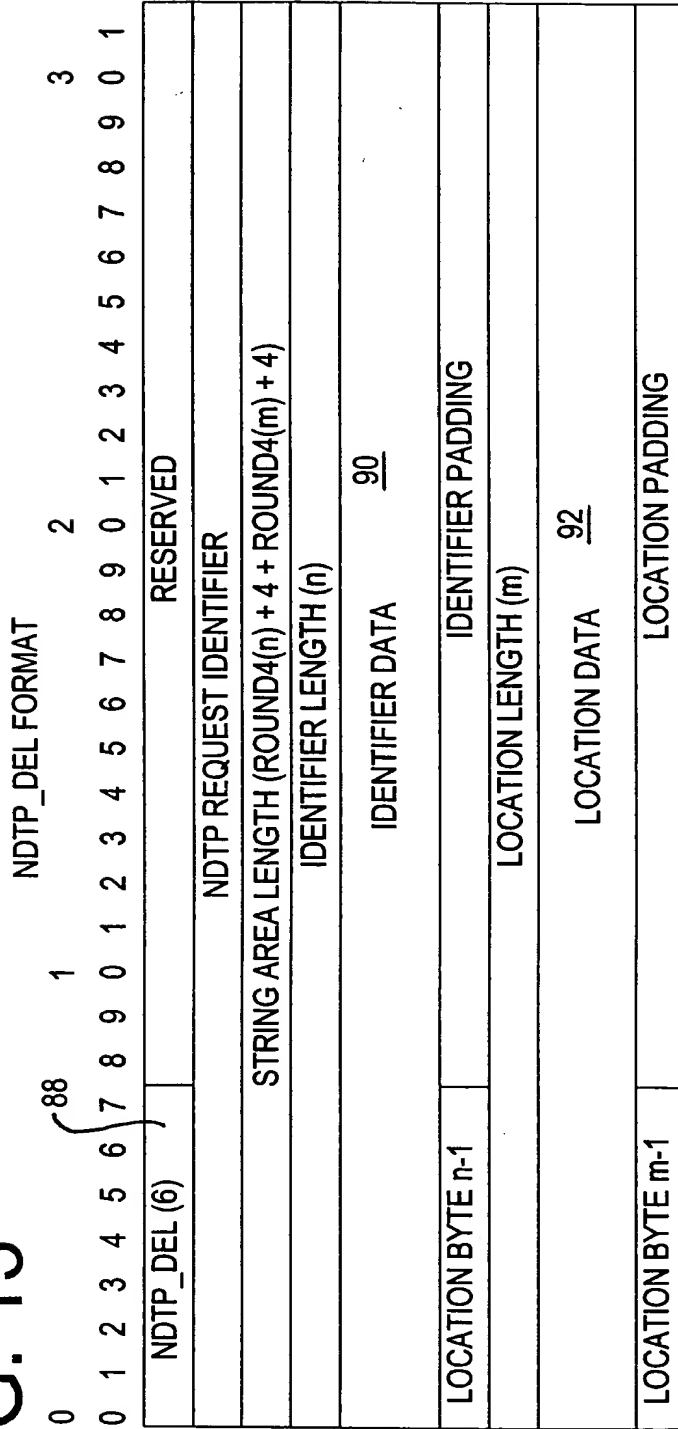 NDTP_DEL FORMAT
0 1 2 3
0 1 2 3 4 5 6 7 8 9 0 1 2 3 4 5 6 7 8 9 0 1 2 3 4 5 6 7 8 9 0 1
88
NDTP_DEL (6) RESERVED
NDTP REQUEST IDENTIFIER
STRING AREA LENGTH (ROUND4(n) + 4 + ROUND4(m) + 4)
IDENTIFIER LENGTH (n)
IDENTIFIER DATA 90
LOCATION BYTE n-1 IDENTIFIER PADDING
LOCATION LENGTH (m)
LOCATION DATA 92
LOCATION BYTE m-1 LOCATION PADDING